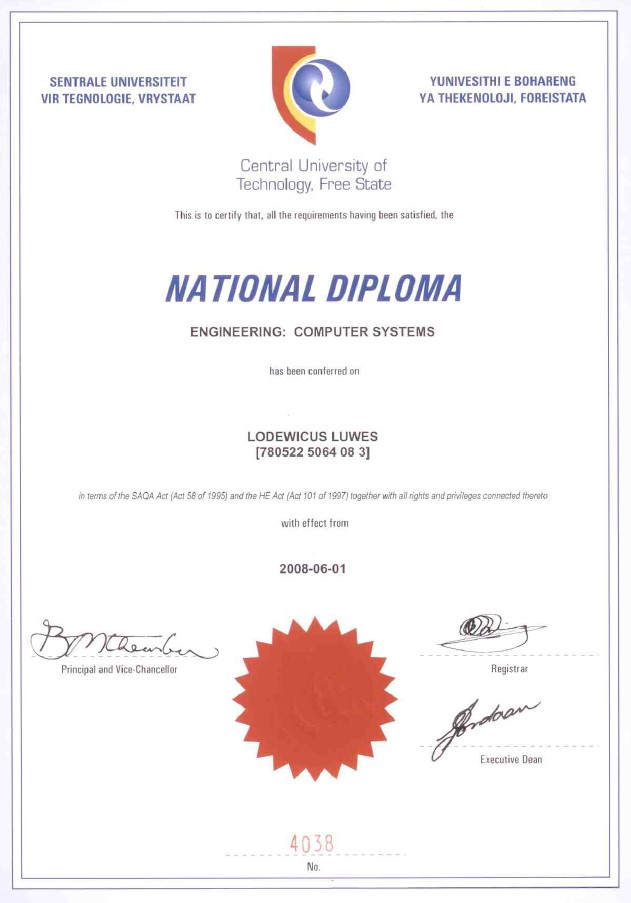 SENTRALE UNIVERSITEIT
VIR TEGNOLOGIE, VRYSTAAT
YUNIVESITHI E BOHARENG
YA THEKENOLOJI, FOREISTATA
Central University of
Technology, Free State
This is to certify that, all the requirements having been satisfied, the
NATIONAL DIPLOMA
ENGINEERING: COMPUTER SYSTEMS
has been conferred on
LODEWICUS LUWES
[780522 5064 08 3]
in terms of the SAQA Act (Act 58 of 1995) and the HE Act (Act 101 of 1997) together with all rights and privileges connected thereto
with effect from
2008-06-01
Principal and Vice-Chancellor
Registrar
Executive Dean
4038
No.